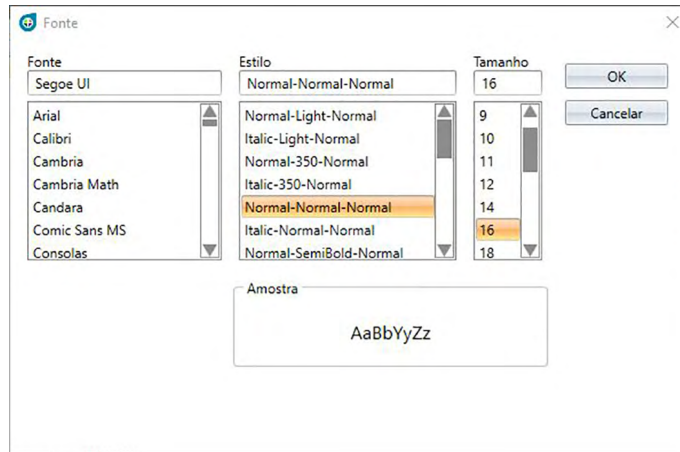 Fonte
Fonte
Segoe UI
Arial
Calibri
Cambria
Cambria Math
Candara
Comic Sans MS
Consolas
Estilo
Normal-Normal-Normal
Normal-Light-Normal
Italic-Light-Normal
Normal-350-Normal
Italic-350-Normal
Normal-Normal-Normal
Italic-Normal-Normal
Normal-SemiBold-Normal
Tamanho
16
9
10
11
12
14
16
18
OK
Cancelar
Amostra
AaBbYyZz